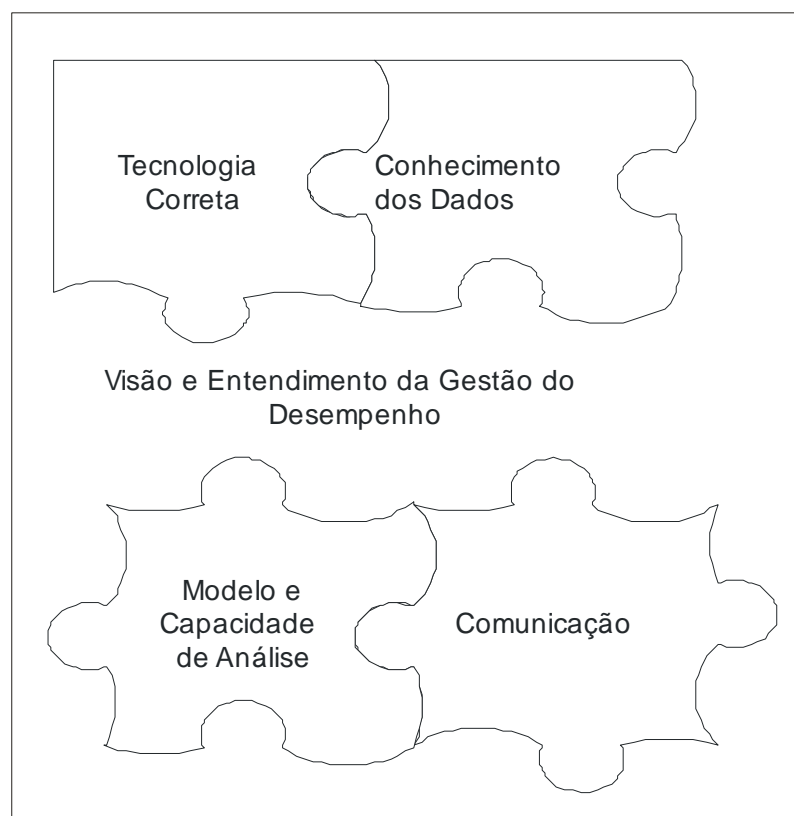 Tecnologia
Correta
Conhecimento
dos Dados
Visão e Entendimento da Gestão do
Desempenho
Modelo e
Capacidade
de Análise
Comunicação